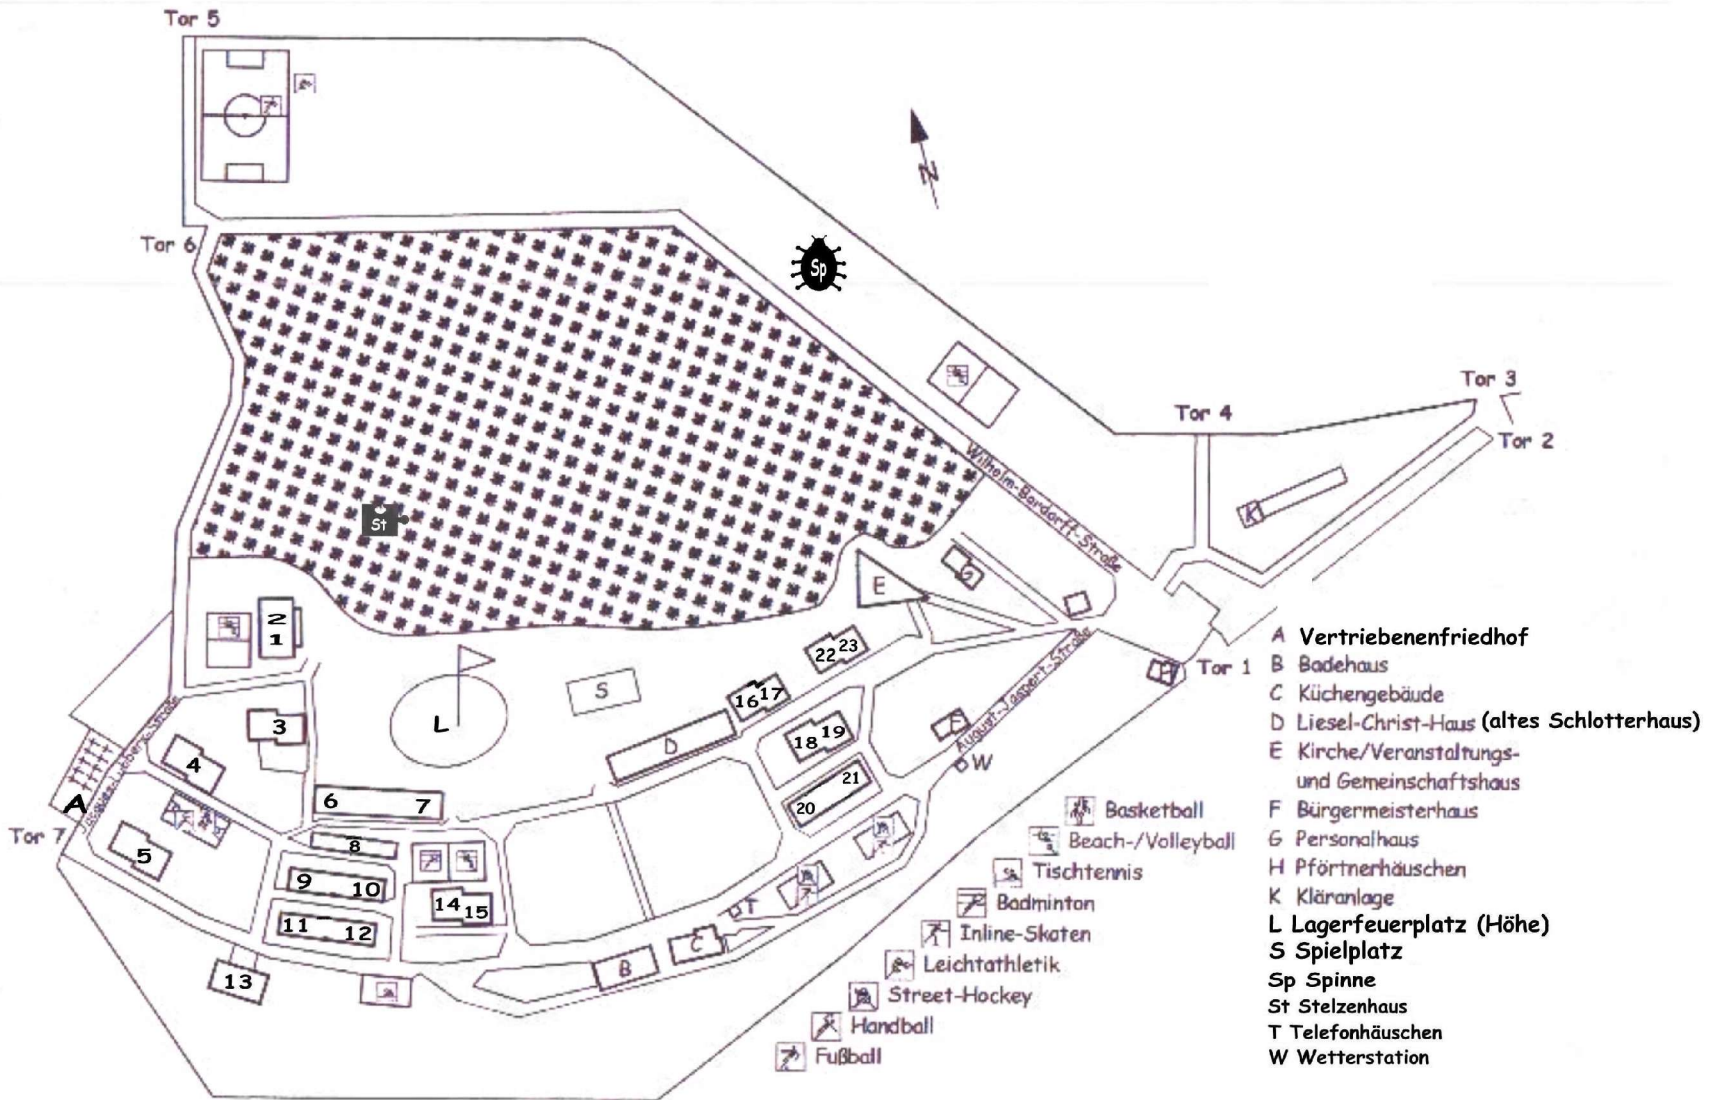 Tor 5
N
Tor 6
Sp
Tor 3
Tor 4
Tor 2
Wilhelm-Bordorff-Straße
K
St
G
E
2
1
22 23
Tor 1
H
16 17
S
L
3
D
18 19
F
August-Jaspert-Straße
W
4
A
Tor 7
6 7
21
20
8
5
9 10
14 15
T
11 12
C
B
13
A Vertriebenenfriedhof
B Badehaus
C Küchengebäude
D Liesel-Christ-Haus (altes Schlotterhaus)
E Kirche/Veranstaltungs-
und Gemeinschaftshaus
F Bürgermeisterhaus
G Personalhaus
H Pförtnerhäuschen
K Kläranlage
L Lagerfeuerplatz (Höhe)
S Spielplatz
Sp Spinne
St Stelzenhaus
T Telefonhäuschen
W Wetterstation
Basketball
Beach-/Volleyball
Tischtennis
Badminton
Inline-Skaten
Leichtathletik
Street-Hockey
Handball
Fußball